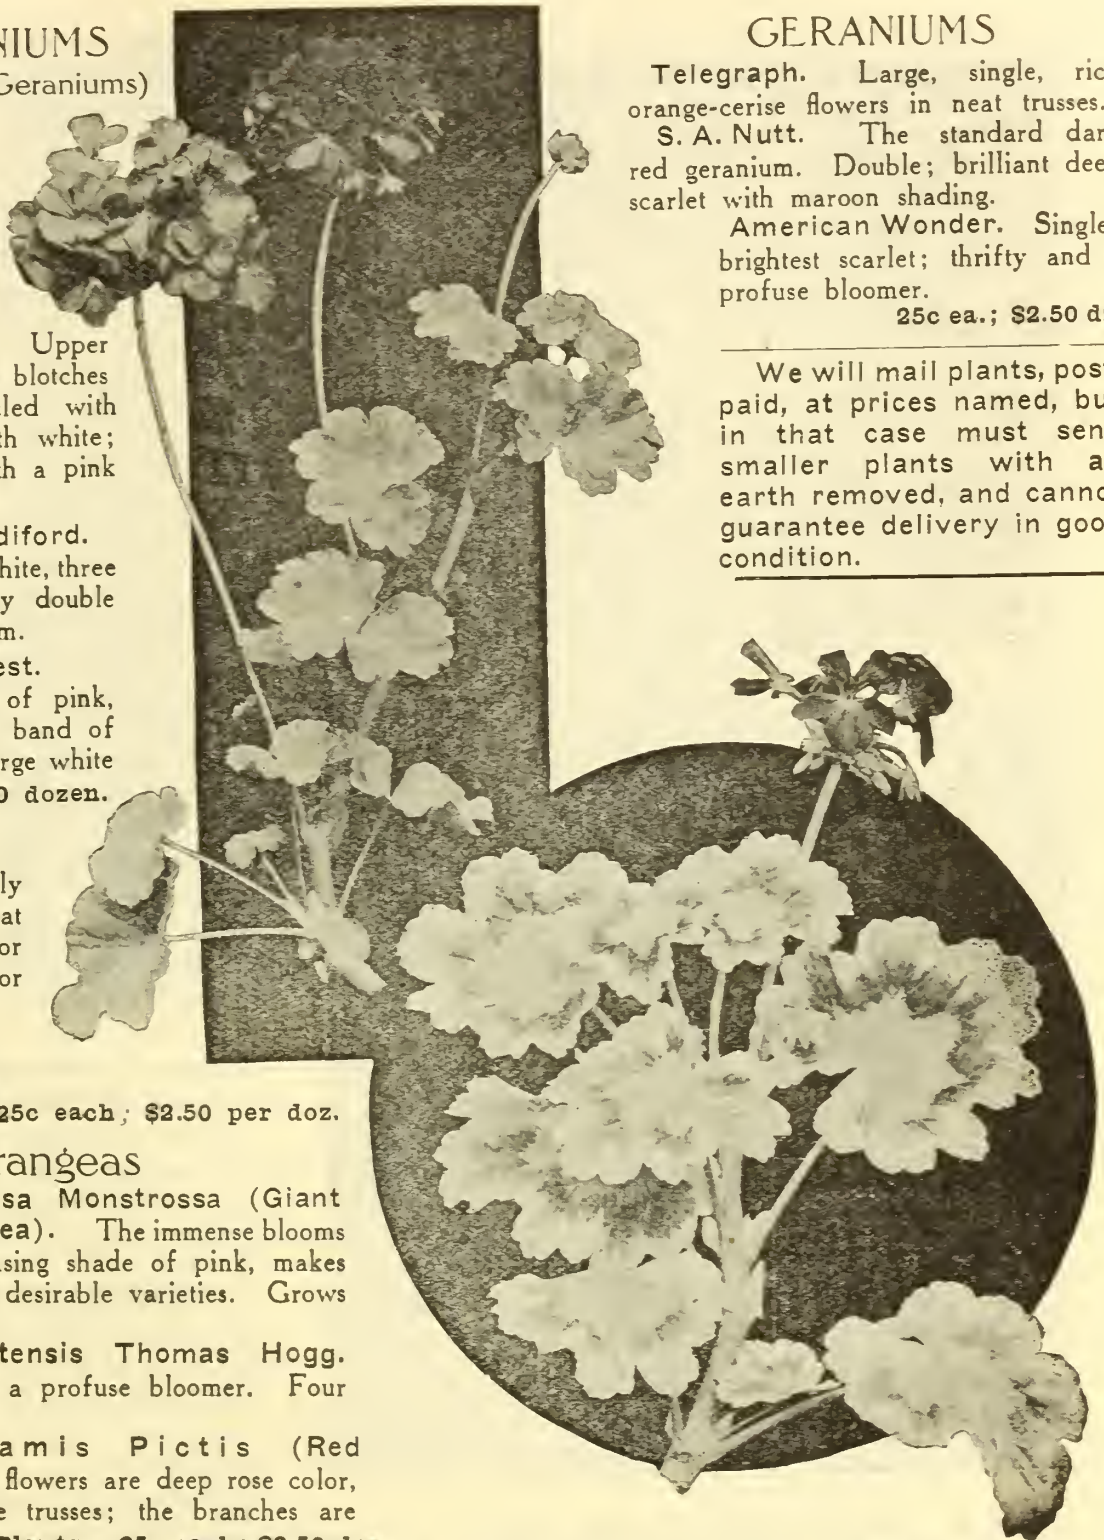 NIUMS
Geraniums)
Upper
blotches
led with
th white;
h a pink
diford.
hite, three
y double
m.
est.
of pink,
band of
rge white
0 dozen.
ly
at
or
or
25c each; $2.50 per doz.
rangeas
sa Monstrossa (Giant
ea). The immense blooms
sing shade of pink, makes
desirable varieties. Grows
tensis Thomas Hogg.
a profuse bloomer. Four
amis Pictis (Red
flowers are deep rose color,
e trusses; the branches are
GERANIUMS
Telegraph. Large, single, ric
orange-cerise flowers in neat trusses.
S. A. Nutt. The standard dar
red geranium. Double; brilliant dee
scarlet with maroon shading.
American Wonder. Single
brightest scarlet; thrifty and
profuse bloomer.
25c ea.; $2.50 d
We will mail plants, post
paid, at prices named, bu
in that case must sen
smaller plants with a
earth removed, and canno
guarantee delivery in goo
condition.